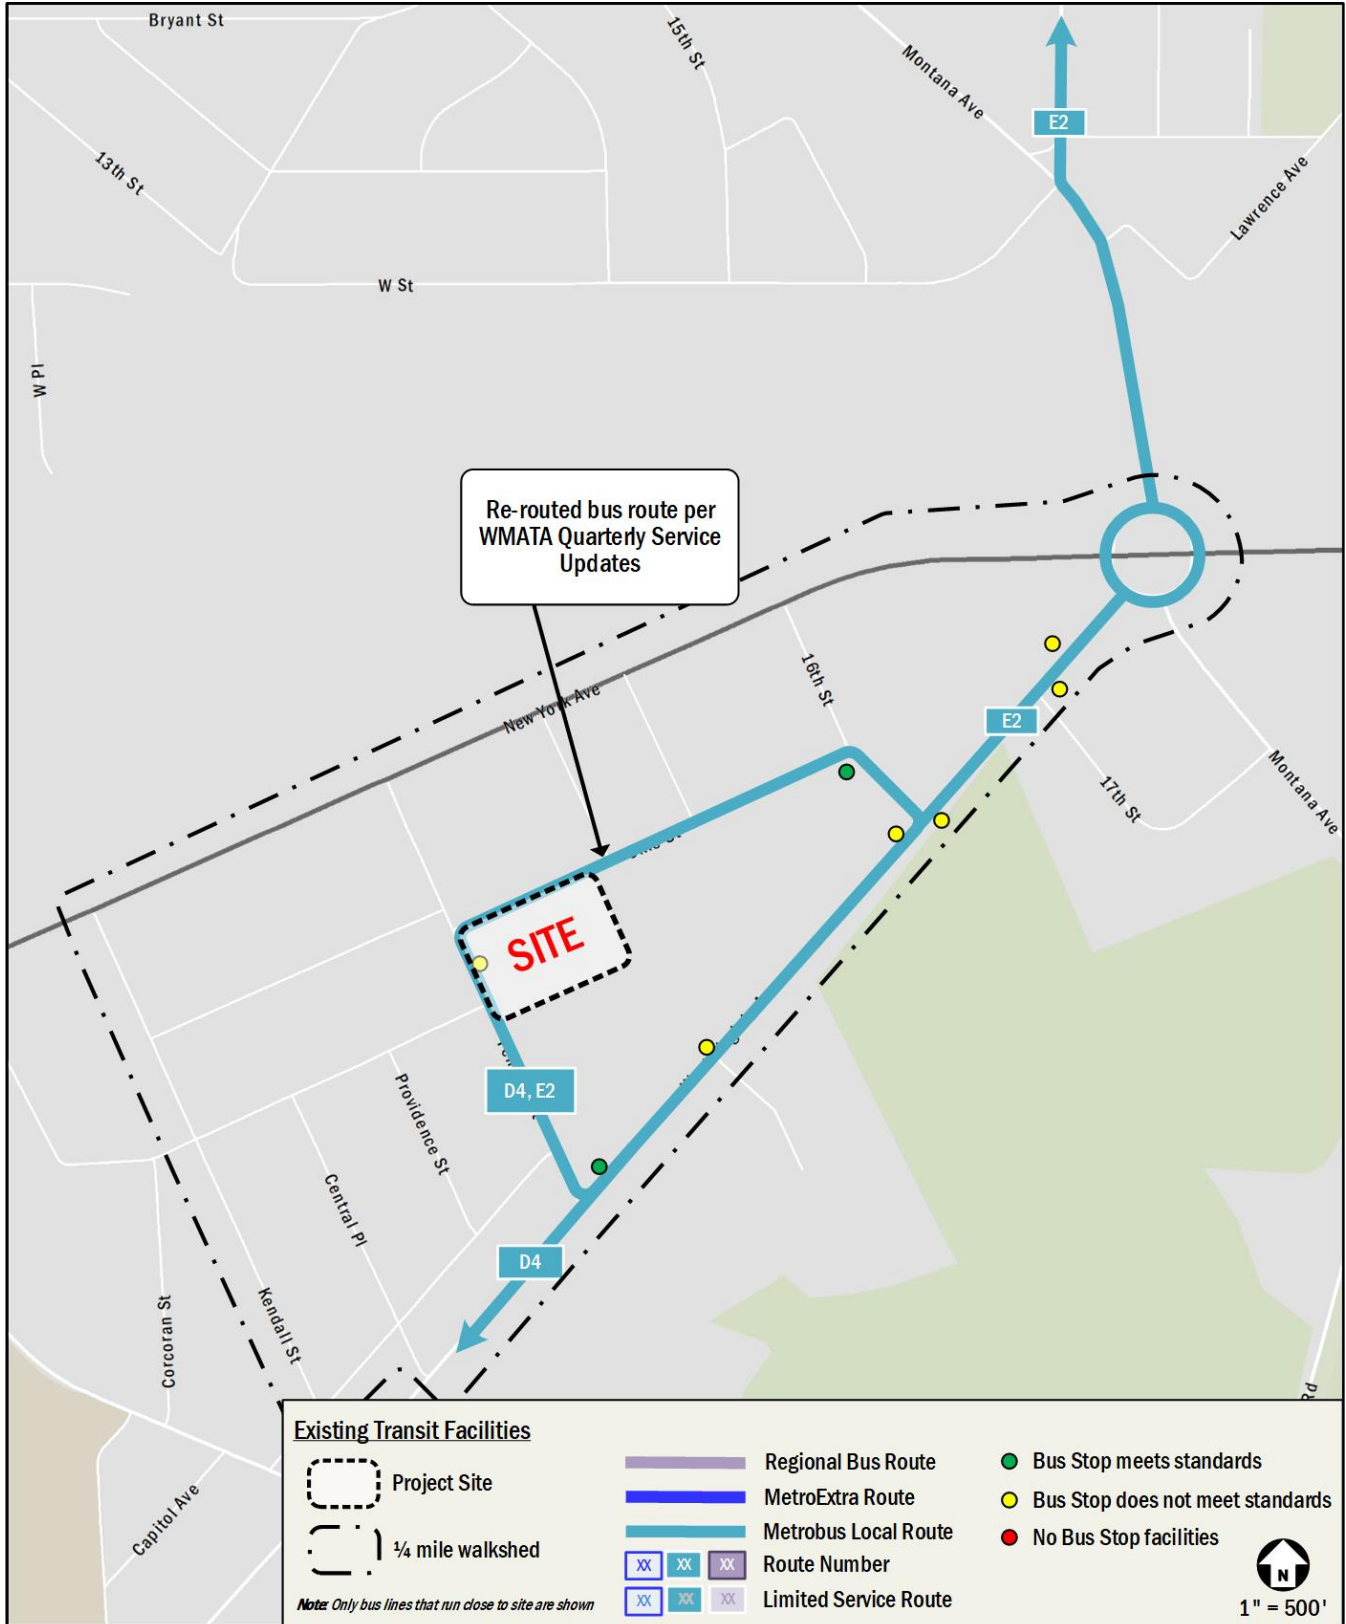 Bryant St
15th St
Montana Ave
E2
13th St
Lawrence Ave
W St
W Pl
Re-routed bus route per
WMATA Quarterly Service
Updates
New York Ave
16th St
E2
17th St
Montana Ave
SITE
D4, E2
Providence St
Central Pl
D4
Kendall St
Corcoran St
Capitol Ave
Rd
Existing Transit Facilities
Project Site
¼ mile walkshed
Note: Only bus lines that run close to site are shown
Regional Bus Route
MetroExtra Route
Metrobus Local Route
XX XX XX Route Number
XX XX XX Limited Service Route
Bus Stop meets standards
Bus Stop does not meet standards
No Bus Stop facilities
N
1" = 500'